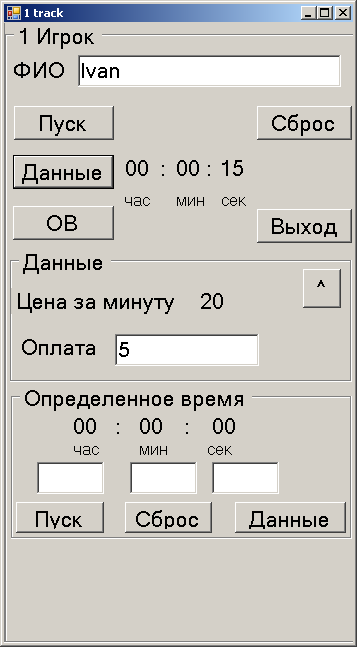 1 track
1 Игрок
ФИО Ivan
Пуск Сброс
Данные 00 : 00 : 15
час мин сек
ОВ Выход
Данные
^
Цена за минуту 20
Оплата 5
Определенное время
00 : 00 : 00
час мин сек
Пуск Сброс Данные